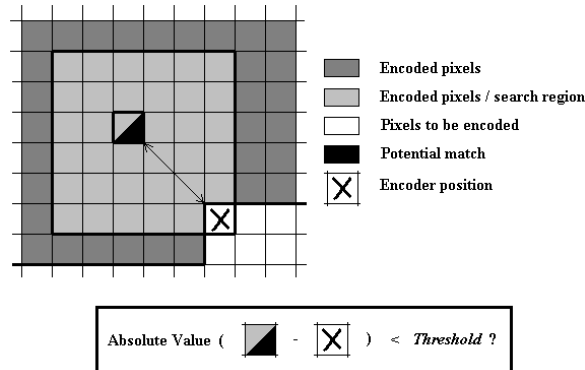 Encoded pixels
Encoded pixels / search region
Pixels to be encoded
Potential match
Encoder position
Absolute Value ( - ) < Threshold ?